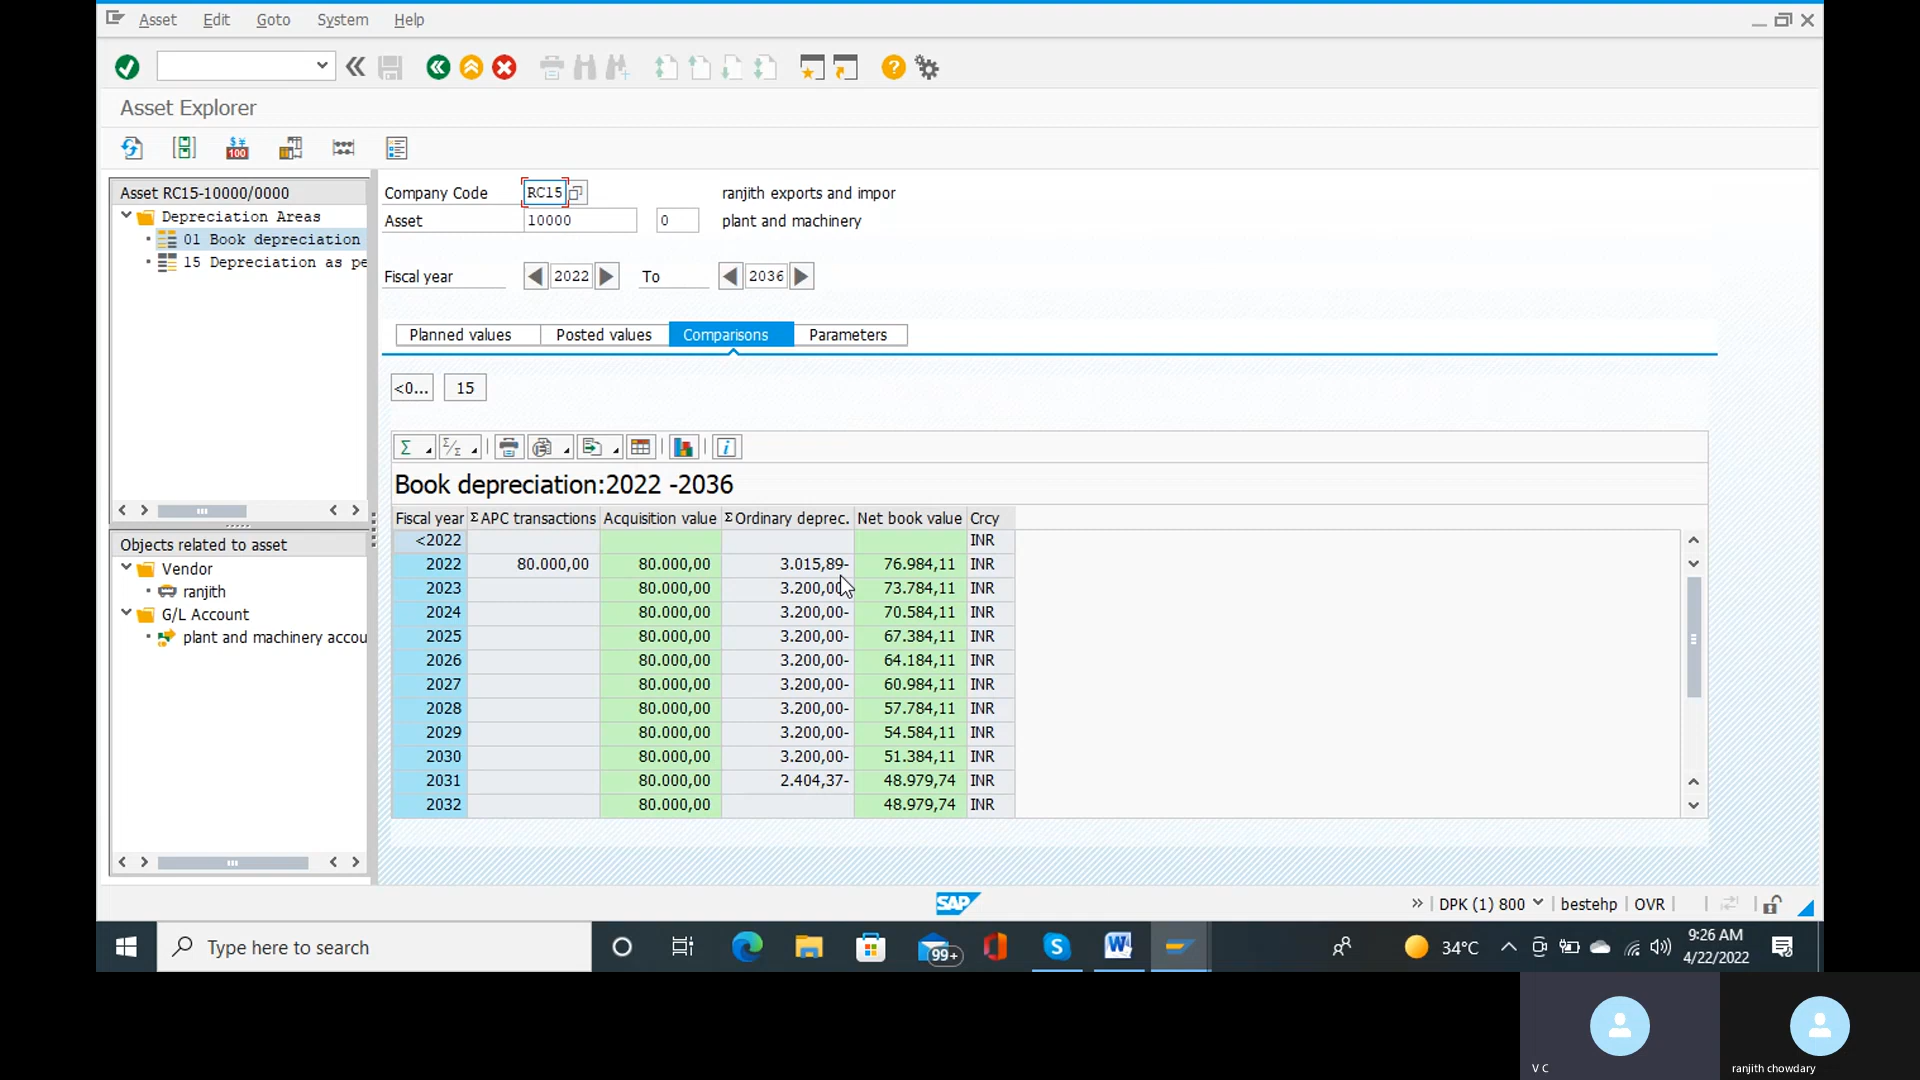 Asset Edit Goto System Help
Asset Explorer
Asset RC15-10000/0000
Depreciation Areas
01 Book depreciation
15 Depreciation as pe
Objects related to asset
Vendor
ranjith
G/L Account
plant and machinery accou
Company Code RC15 ranjith exports and impor
Asset 10000 0 plant and machinery
Fiscal year 2022 To 2036
Planned values Posted values Comparisons Parameters
<0... 15
Book depreciation:2022 -2036
Fiscal year ΣAPC transactions Acquisition value ΣOrdinary deprec. Net book value Crcy
<2022 INR
2022 80.000,00 80.000,00 3.015,89- 76.984,11 INR
2023 80.000,00 3.200,00- 73.784,11 INR
2024 80.000,00 3.200,00- 70.584,11 INR
2025 80.000,00 3.200,00- 67.384,11 INR
2026 80.000,00 3.200,00- 64.184,11 INR
2027 80.000,00 3.200,00- 60.984,11 INR
2028 80.000,00 3.200,00- 57.784,11 INR
2029 80.000,00 3.200,00- 54.584,11 INR
2030 80.000,00 3.200,00- 51.384,11 INR
2031 80.000,00 2.404,37- 48.979,74 INR
2032 80.000,00 48.979,74 INR
SAP
DPK (1) 800 bestehp OVR
Type here to search
99+
34°C
9:26 AM
4/22/2022
V C
ranjith chowdary